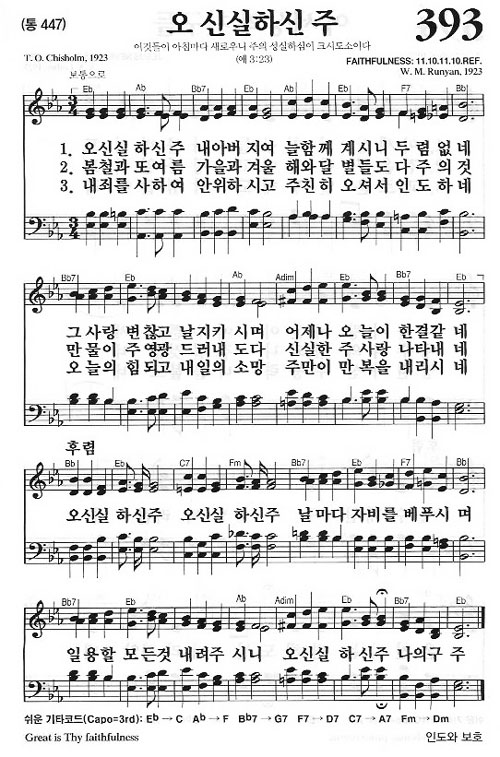 (통 447)
오 신실하신 주
393
이것들이 아침마다 새로우니 주의 성실하심이 크시도소이다
(애 3:23)
T. O. Chisholm, 1923
FAITHFULNESS: 11.10.11.10.REF.
W. M. Runyan, 1923
보통으로
Eb Bb7 Ab Eb F7 Bb
1. 오신실 하신주 내아버 지여 늘함께 계시니 두 렴 없네
2. 봄철과 또여름 가을과 겨울 해와달 별들도 다 주의 것
3. 내죄를 사하여 안위하 시고 주친히 오셔서 인 도 하네
Bb7 Eb Ab Adim Eb Bb7 Eb
그사랑 변찮고 날지키 시며 어제나 오늘이 한결같 네
만물이 주영광 드러내 도다 신실한 주사랑 나타내 네
오늘의 힘되고 내일의 소망 주만이 만복을 내리시 네
후렴
Bb Eb C7 Fm Bb7 Eb F7 Bb
오신실 하신주 오신실 하신주 날마다 자비를 베푸시 며
Bb7 Eb Ab Adim Eb Bb7 Eb
일용할 모든것 내려주 시니 오신실 하신주 나의구 주
쉬운 기타코드(Capo=3rd): Eb → C Ab → F Bb7 → G7 F7 → D7 C7 → A7 Fm → Dm
Great is Thy faithfulness
인도와 보호